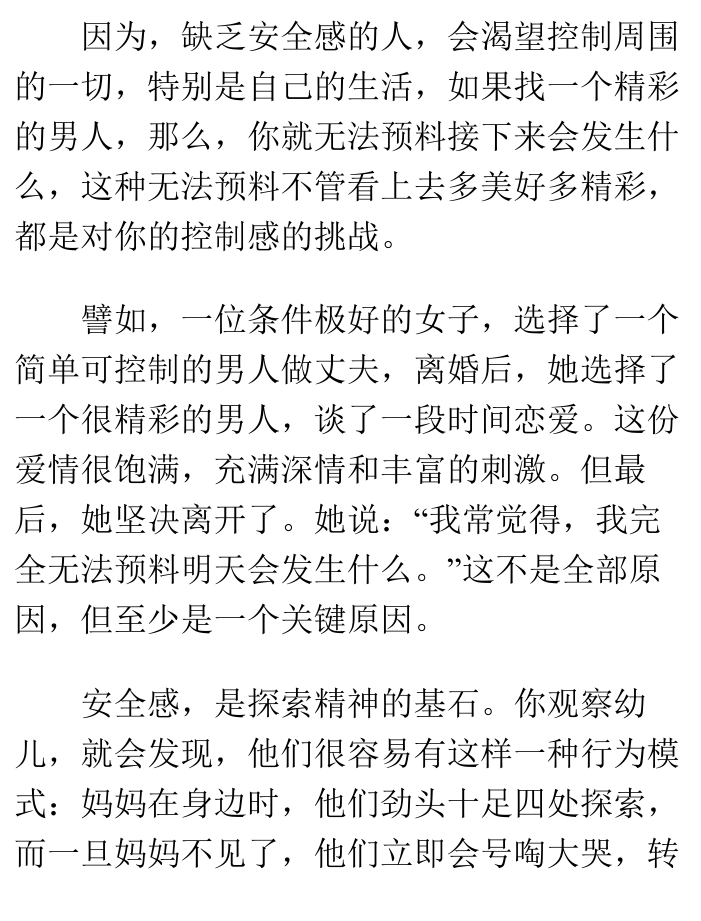 因为，缺乏安全感的人，会渴望控制周围
的一切，特别是自己的生活，如果找一个精彩
的男人，那么，你就无法预料接下来会发生什
么，这种无法预料不管看上去多美好多精彩，
都是对你的控制感的挑战。
譬如，一位条件极好的女子，选择了一个
简单可控制的男人做丈夫，离婚后，她选择了
一个很精彩的男人，谈了一段时间恋爱。这份
爱情很饱满，充满深情和丰富的刺激。但最
后，她坚决离开了。她说：“我常觉得，我完
全无法预料明天会发生什么。”这不是全部原
因，但至少是一个关键原因。
安全感，是探索精神的基石。你观察幼
儿，就会发现，他们很容易有这样一种行为模
式：妈妈在身边时，他们劲头十足四处探索，
而一旦妈妈不见了，他们立即会号啕大哭，转